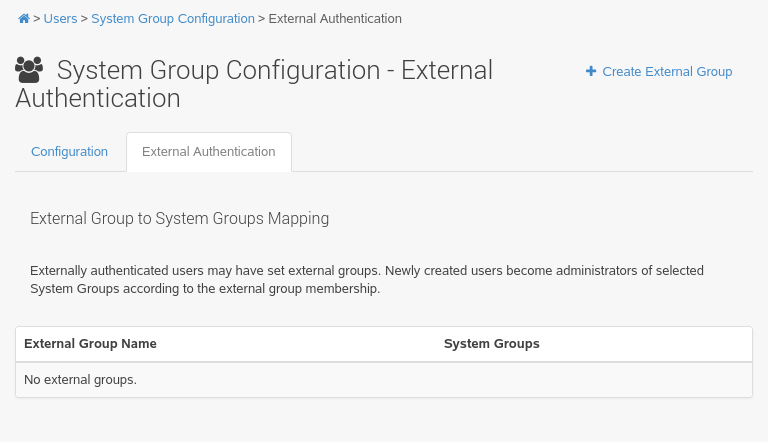 > Users > System Group Configuration > External Authentication
System Group Configuration - External
Authentication
Create External Group
Configuration
External Authentication
External Group to System Groups Mapping
Externally authenticated users may have set external groups. Newly created users become administrators of selected
System Groups according to the external group membership.
External Group Name
System Groups
No external groups.